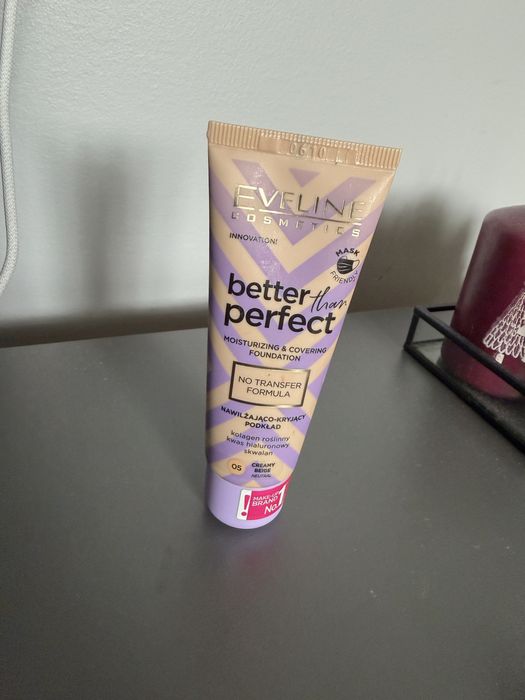 EVELINE
COSMETICS
INNOVATION!
MASK
FRIENDLY
better than
perfect
MOISTURIZING & COVERING
FOUNDATION
NO TRANSFER
FORMULA
NAWILŻAJĄCO-KRYJĄCY
PODKŁAD
kolagen roślinny
kwas hialuronowy
skwalan
05 CREAMY
BEIGE
NEUTRAL
MAKE-UP
BRAND
No.1